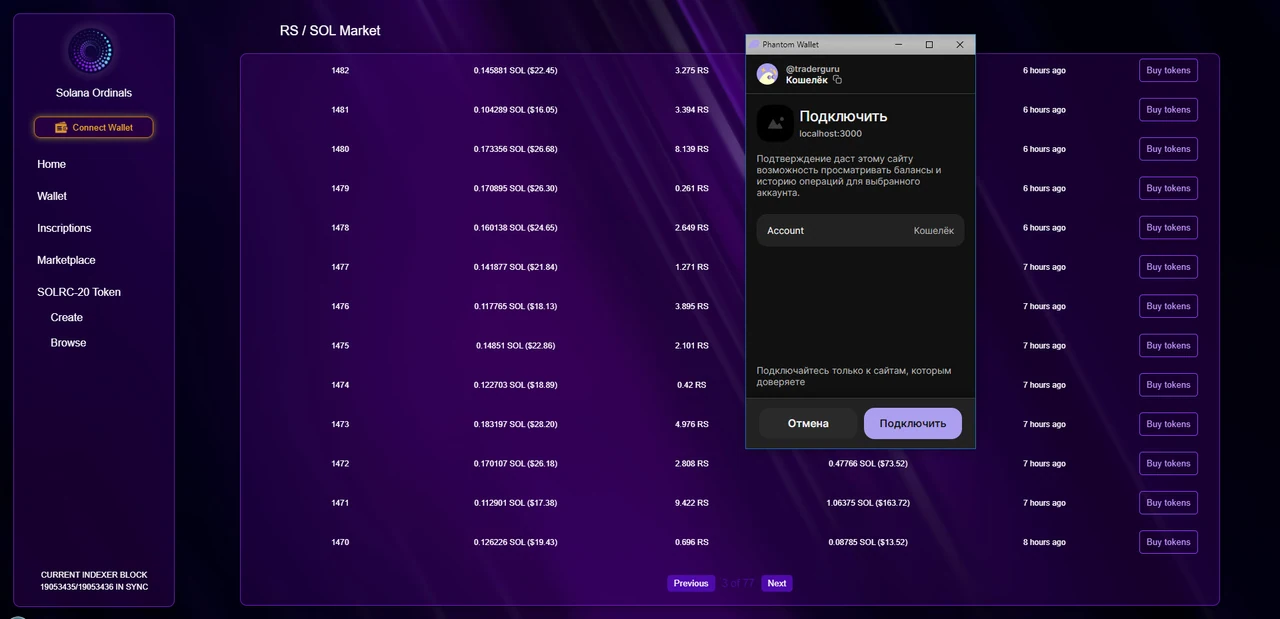 RS / SOL Market
Solana Ordinals
Connect Wallet
Home
Wallet
Inscriptions
Marketplace
SOLRC-20 Token
Create
Browse
CURRENT INDEXER BLOCK
19053435/19053436 IN SYNC
1482 0.145881 SOL ($22.45) 3.275 RS 6 hours ago Buy tokens
1481 0.104289 SOL ($16.05) 3.394 RS 6 hours ago Buy tokens
1480 0.173356 SOL ($26.68) 8.139 RS 6 hours ago Buy tokens
1479 0.170895 SOL ($26.30) 0.261 RS 6 hours ago Buy tokens
1478 0.160138 SOL ($24.65) 2.649 RS 6 hours ago Buy tokens
1477 0.141877 SOL ($21.84) 1.271 RS 7 hours ago Buy tokens
1476 0.117765 SOL ($18.13) 3.895 RS 7 hours ago Buy tokens
1475 0.14851 SOL ($22.86) 2.101 RS 7 hours ago Buy tokens
1474 0.122703 SOL ($18.89) 0.42 RS 7 hours ago Buy tokens
1473 0.183197 SOL ($28.20) 4.976 RS 7 hours ago Buy tokens
1472 0.170107 SOL ($26.18) 2.808 RS 0.47766 SOL ($73.52) 7 hours ago Buy tokens
1471 0.112901 SOL ($17.38) 9.422 RS 1.06375 SOL ($163.72) 7 hours ago Buy tokens
1470 0.126226 SOL ($19.43) 0.696 RS 0.08785 SOL ($13.52) 8 hours ago Buy tokens
Previous 3 of 77 Next
Phantom Wallet
@traderguru
Кошелёк
Подключить
localhost:3000
Подтверждение даст этому сайту
возможность просматривать балансы и
историю операций для выбранного
аккаунта.
Account Кошелёк
Подключайтесь только к сайтам, которым
доверяете
Отмена Подключить